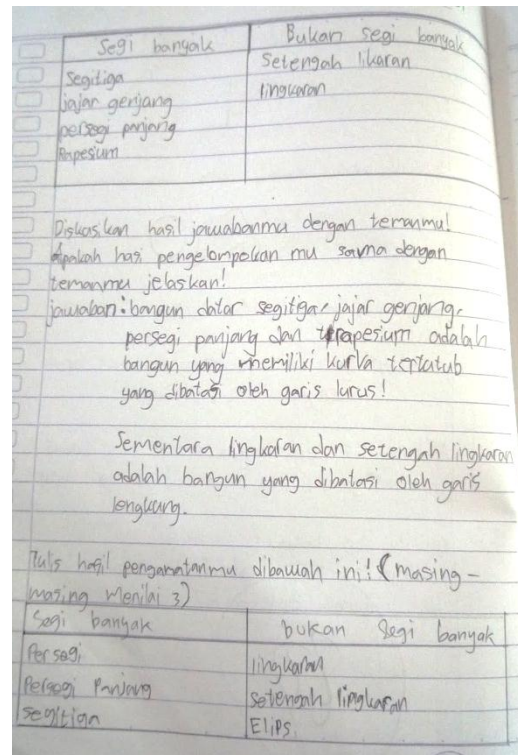 Segi banyak | Bukan segi banyak
Segitiga | Setengah likaran
jajar genjang | lingkaran
persegi panjang
Trapesium
Diskusikan hasil jawabanmu dengan temanmu!
Apakah hasi pengelompokan mu sama dengan
temanmu jelaskan!
jawaban: bangun datar segitiga, jajar genjang,
persegi panjang dan trapesium adalah
bangun yang memiliki kurva tertutub
yang dibatasi oleh garis lurus!
Sementara lingkaran dan setengah lingkaran
adalah bangun yang dibatasi oleh garis
lengkung.
Tulis hasil pengamatanmu dibawah ini! (masing-
masing menilai 3)
Segi banyak | bukan segi banyak
Persegi | lingkaran
Persegi Panjang | Setengah lingkaran
segitiga | Elips